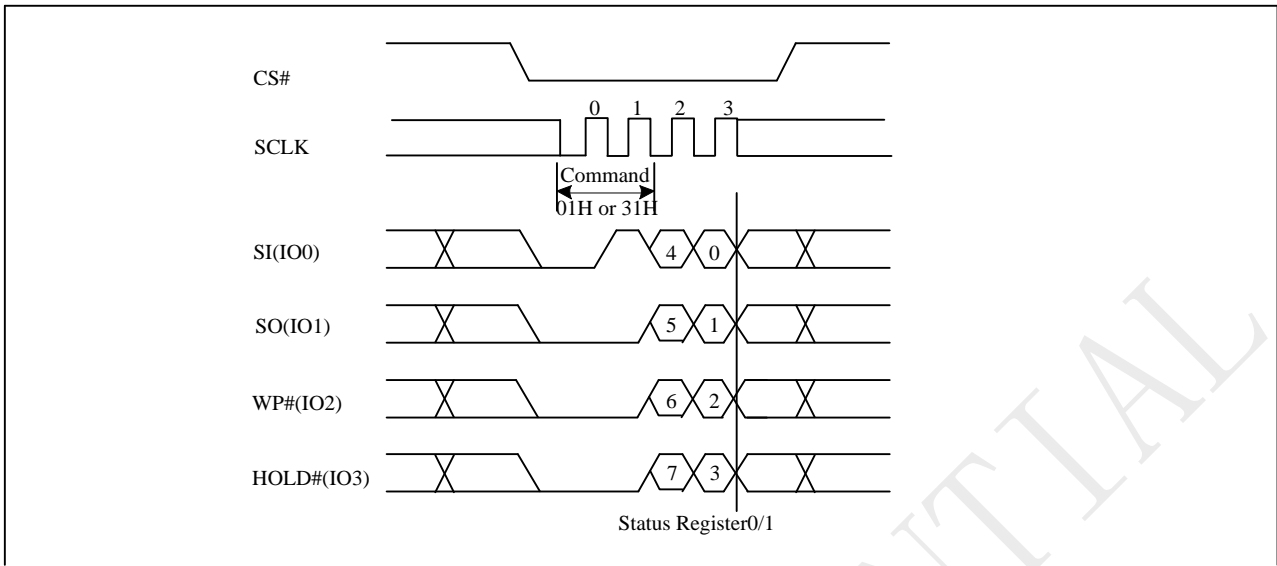 CS#
0 1 2 3
SCLK
Command
01H or 31H
SI(IO0) 4 0
SO(IO1) 5 1
WP#(IO2) 6 2
HOLD#(IO3) 7 3
Status Register0/1
NTIAL